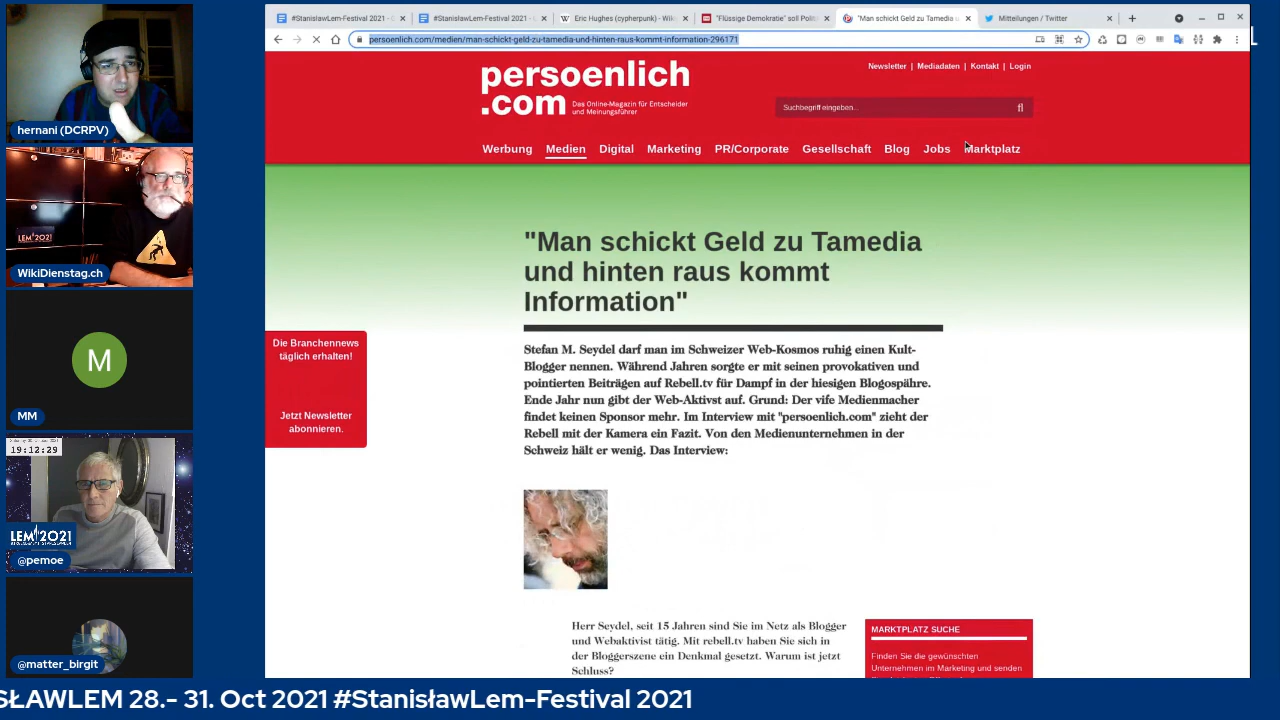 #StanislawLem-Festival 2021 -
#StanislawLem-Festival 2021 -
Eric Hughes (cypherpunk) - Wiki
"Flüssige Demokratie" soll Politi
"Man schickt Geld zu Tamedia
Mitteilungen / Twitter
persoenlich.com/medien/man-schickt-geld-zu-tamedia-und-hinten-raus-kommt-information-296171
persoenlich
.com
Das Online-Magazin für Entscheider
und Meinungsführer
Newsletter | Mediadaten | Kontakt | Login
Suchbegriff eingeben...
Werbung Medien Digital Marketing PR/Corporate Gesellschaft Blog Jobs Marktplatz
"Man schickt Geld zu Tamedia
und hinten raus kommt
Information"
Stefan M. Seydel darf man im Schweizer Web-Kosmos ruhig einen Kult-
Blogger nennen. Während Jahren sorgte er mit seinen provokativen und
pointierten Beiträgen auf Rebell.tv für Dampf in der hiesigen Blogospähre.
Ende Jahr nun gibt der Web-Aktivst auf. Grund: Der vife Medienmacher
findet keinen Sponsor mehr. Im Interview mit "persoenlich.com" zieht der
Rebell mit der Kamera ein Fazit. Von den Medienunternehmen in der
Schweiz hält er wenig. Das Interview:
Die Branchennews
täglich erhalten!
Jetzt Newsletter
abonnieren.
Herr Seydel, seit 15 Jahren sind Sie im Netz als Blogger
und Webaktivist tätig. Mit rebell.tv haben Sie sich in
der Bloggerszene ein Denkmal gesetzt. Warum ist jetzt
Schluss?
MARKTPLATZ SUCHE
Finden Sie die gewünschten
Unternehmen im Marketing und senden
hernani (DCRPV)
LEM'2021
WikiDienstag.ch
M
MM
19:12:29
LEM'2021
@pemoe
@matter_birgit
SŁAWLEM 28.- 31. Oct 2021 #StanisławLem-Festival 2021